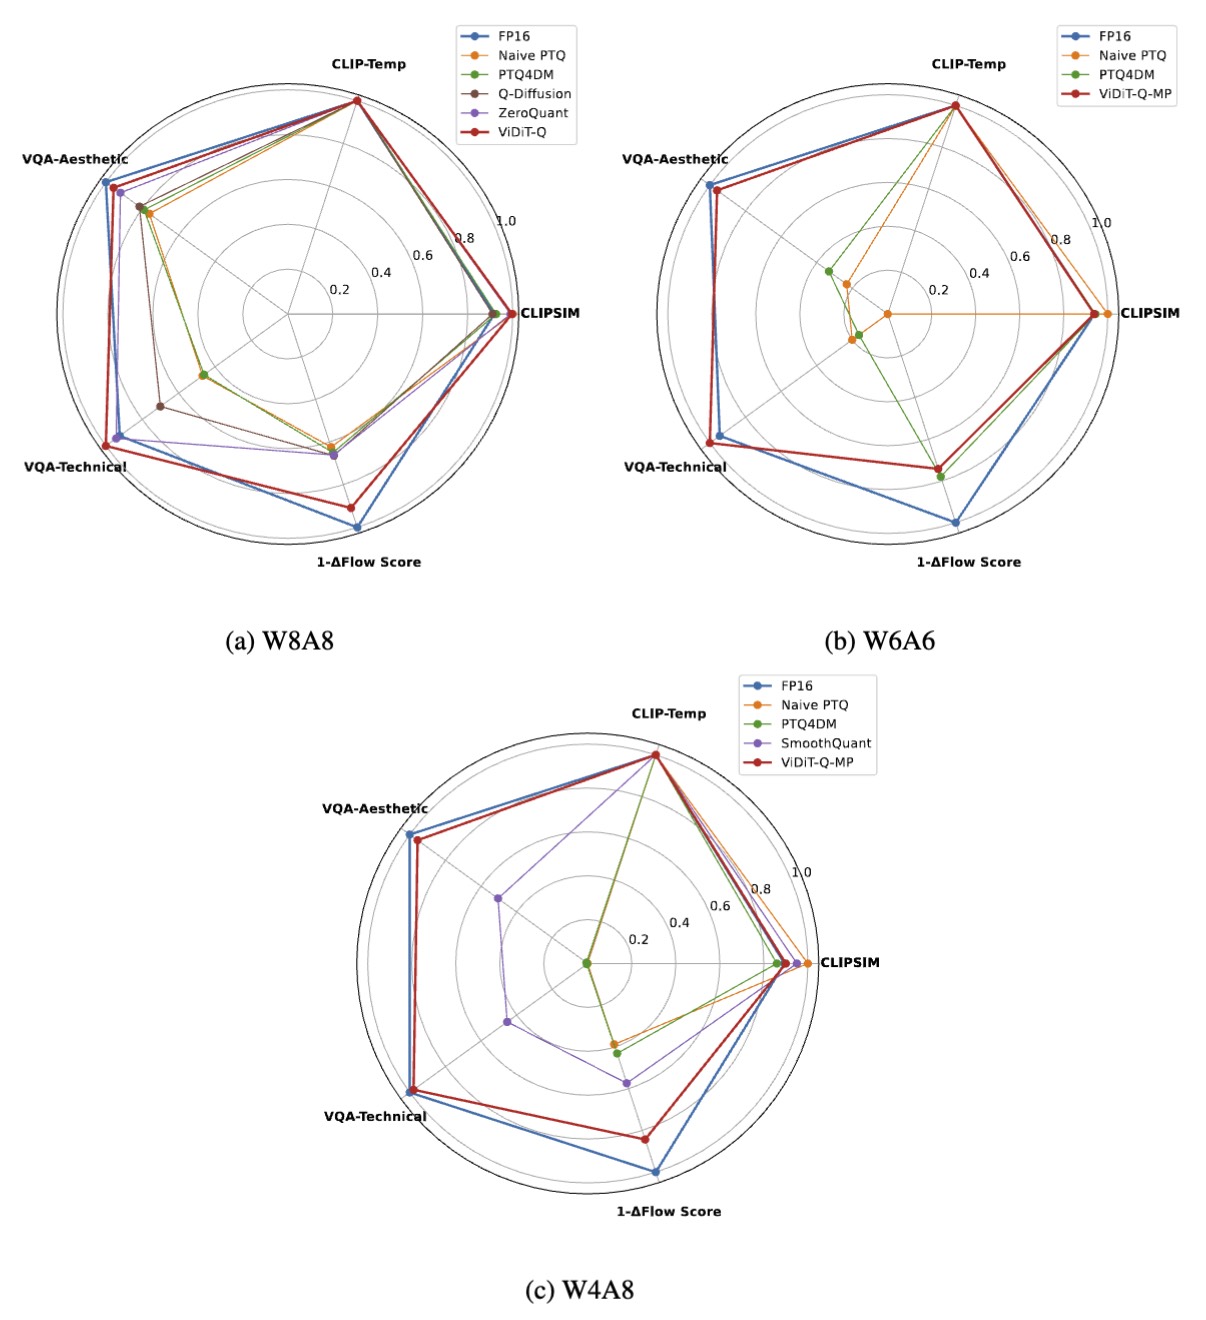 FP16
Naive PTQ
PTQ4DM
Q-Diffusion
ZeroQuant
ViDiT-Q
CLIP-Temp
VQA-Aesthetic
1.0
0.8
0.6
0.4
0.2
CLIPSIM
VQA-Technical
1-ΔFlow Score
(a) W8A8
FP16
Naive PTQ
PTQ4DM
ViDiT-Q-MP
CLIP-Temp
VQA-Aesthetic
1.0
0.8
0.6
0.4
0.2
CLIPSIM
VQA-Technical
1-ΔFlow Score
(b) W6A6
FP16
Naive PTQ
PTQ4DM
SmoothQuant
ViDiT-Q-MP
CLIP-Temp
VQA-Aesthetic
1.0
0.8
0.6
0.4
0.2
CLIPSIM
VQA-Technical
1-ΔFlow Score
(c) W4A8